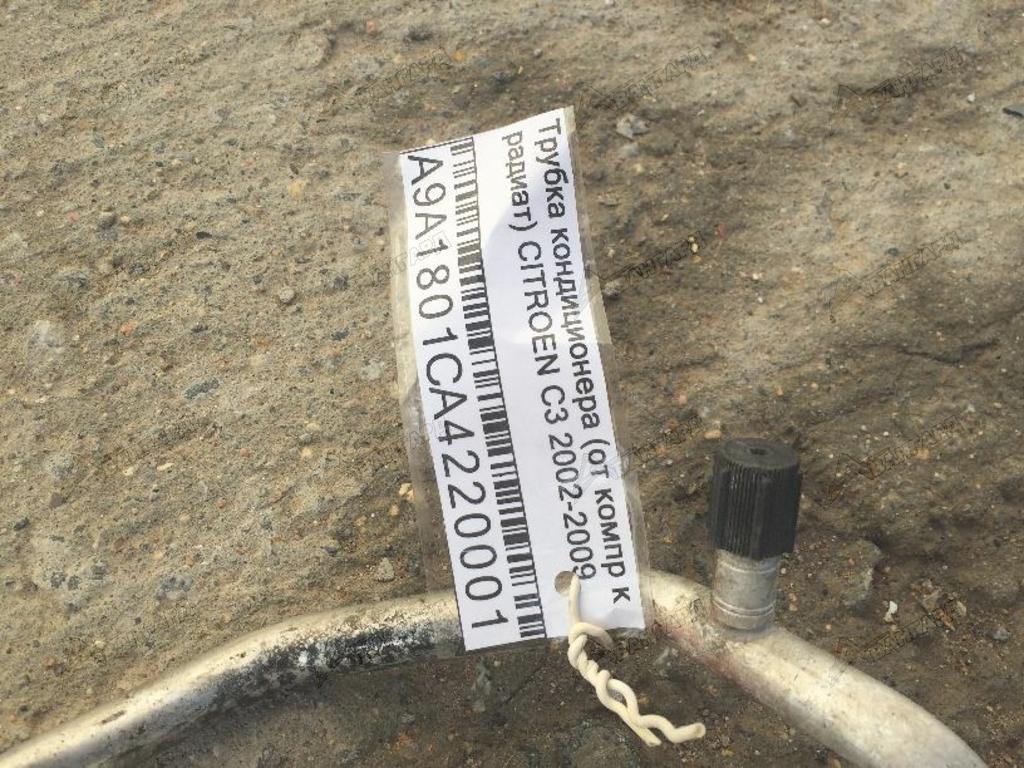 Трубка кондиционера (от компр к
радиат) CITROEN C3 2002-2009
A9A1801CA4220001